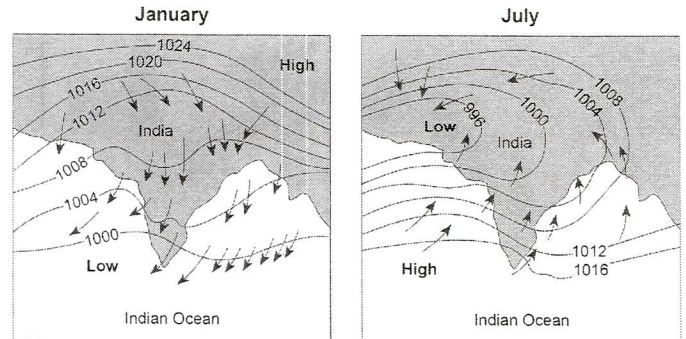 January
1024
1020
1016
1012
High
India
1008
1004
1000
Low
Indian Ocean
July
1008
1004
1000
996
Low
India
1012
1016
High
Indian Ocean